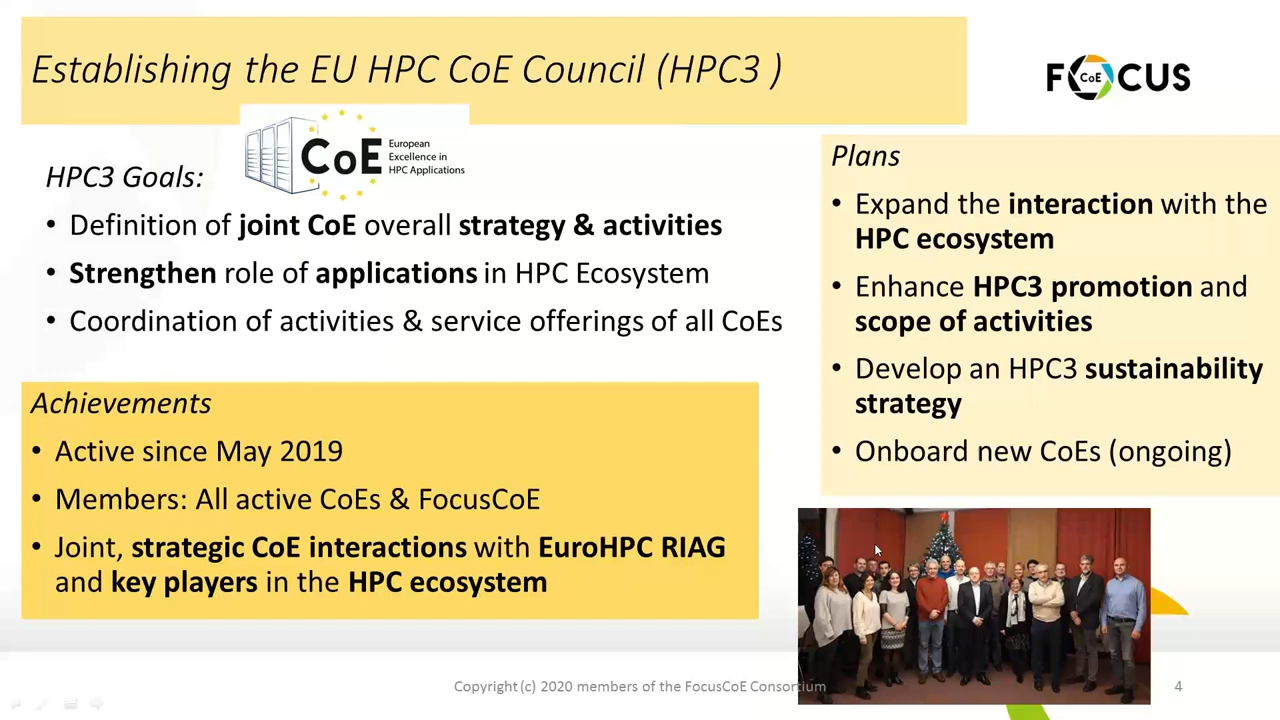 Establishing the EU HPC CoE Council (HPC3 )
FOCUS
CoE
CoE
European
Excellence in
HPC Applications
HPC3 Goals:
• Definition of joint CoE overall strategy & activities
• Strengthen role of applications in HPC Ecosystem
• Coordination of activities & service offerings of all CoEs
Achievements
• Active since May 2019
• Members: All active CoEs & FocusCoE
• Joint, strategic CoE interactions with EuroHPC RIAG
and key players in the HPC ecosystem
Plans
• Expand the interaction with the
HPC ecosystem
• Enhance HPC3 promotion and
scope of activities
• Develop an HPC3 sustainability
strategy
• Onboard new CoEs (ongoing)
Copyright (c) 2020 members of the FocusCoE Consortium
4